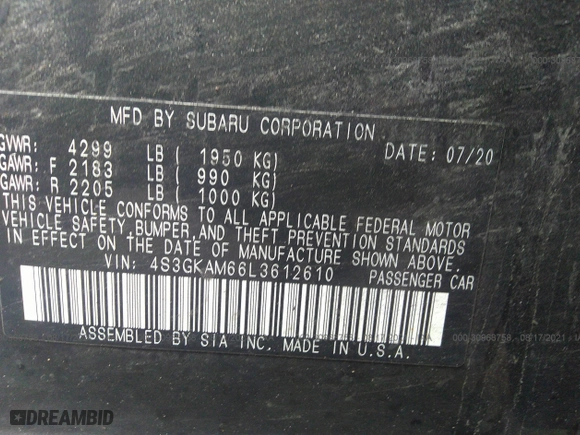 MFD BY SUBARU CORPORATION
GVWR: 4299 LB ( 1950 KG) DATE: 07/20
GAWR: F 2183 LB ( 990 KG)
GAWR: R 2205 LB ( 1000 KG)
THIS VEHICLE CONFORMS TO ALL APPLICABLE FEDERAL MOTOR
VEHICLE SAFETY, BUMPER, AND THEFT PREVENTION STANDARDS
IN EFFECT ON THE DATE OF MANUFACTURE SHOWN ABOVE.
VIN: 4S3GKAM66L3612610 PASSENGER CAR
ASSEMBLED BY SIA INC. MADE IN U.S.A.
DREAMBID